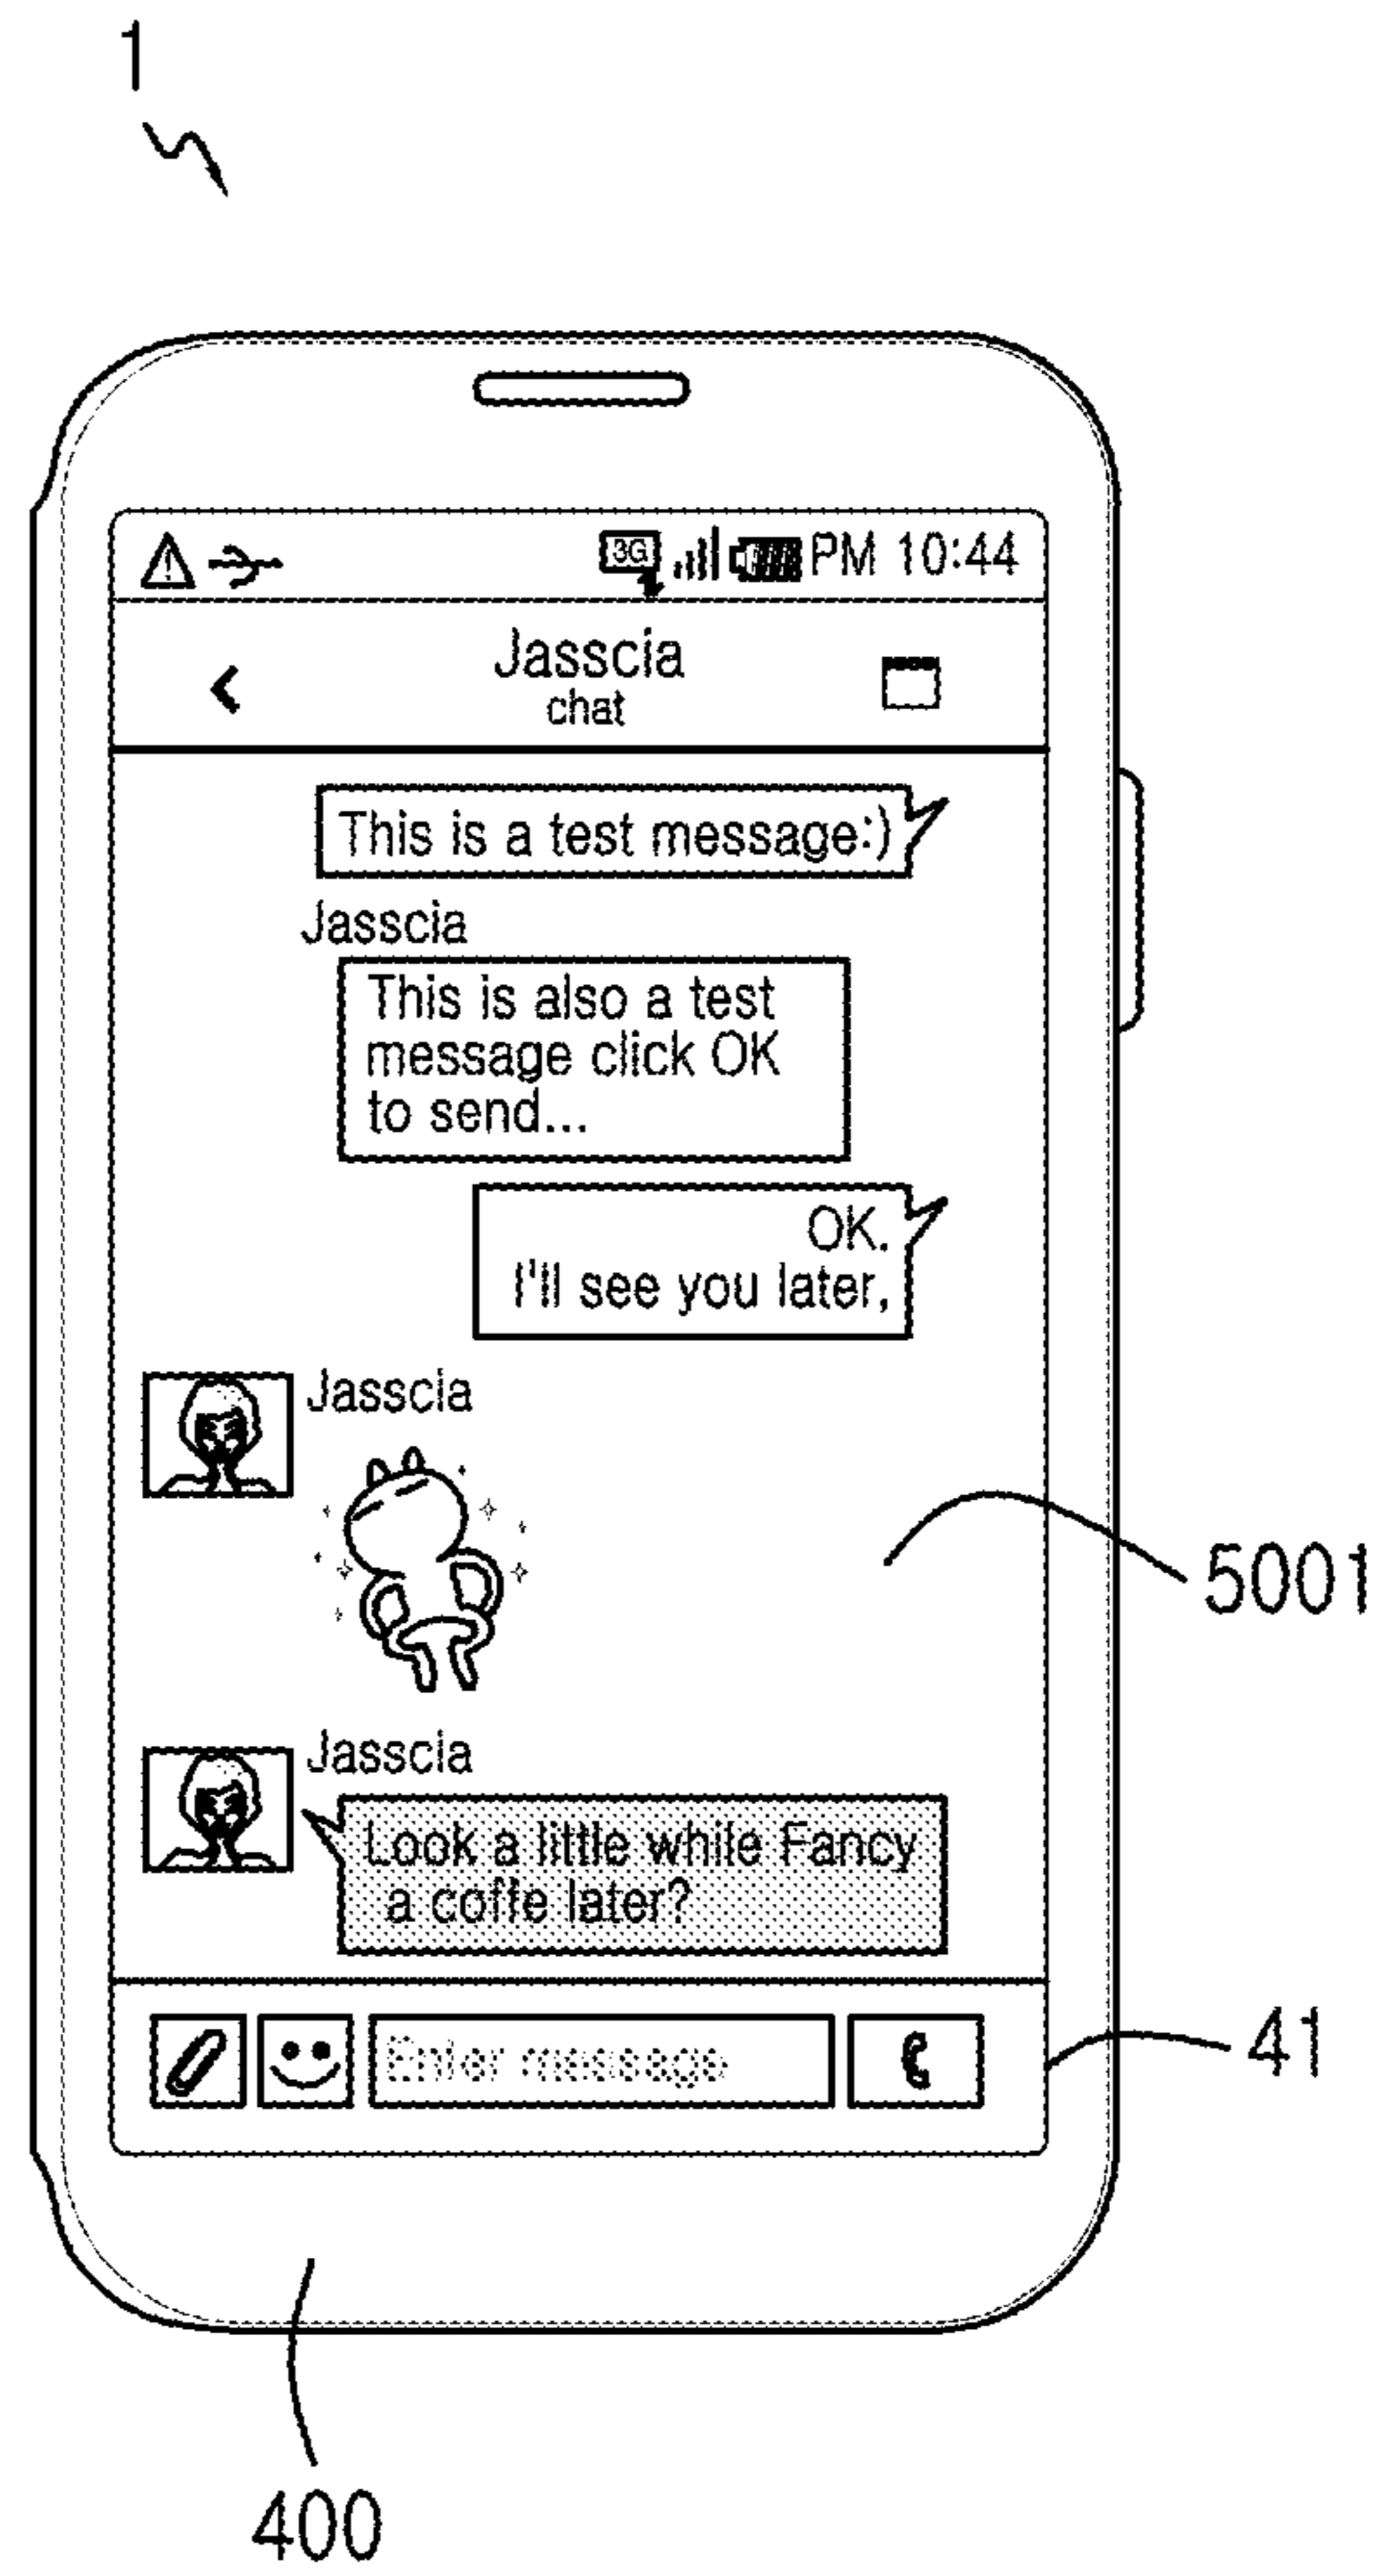 1
3G PM 10:44
Jasscia
chat
This is a test message:)
Jasscia
This is also a test
message click OK
to send...
OK.
I'll see you later,
Jasscia
5001
Jasscia
Look a little while Fancy
a coffe later?
Enter message
41
400